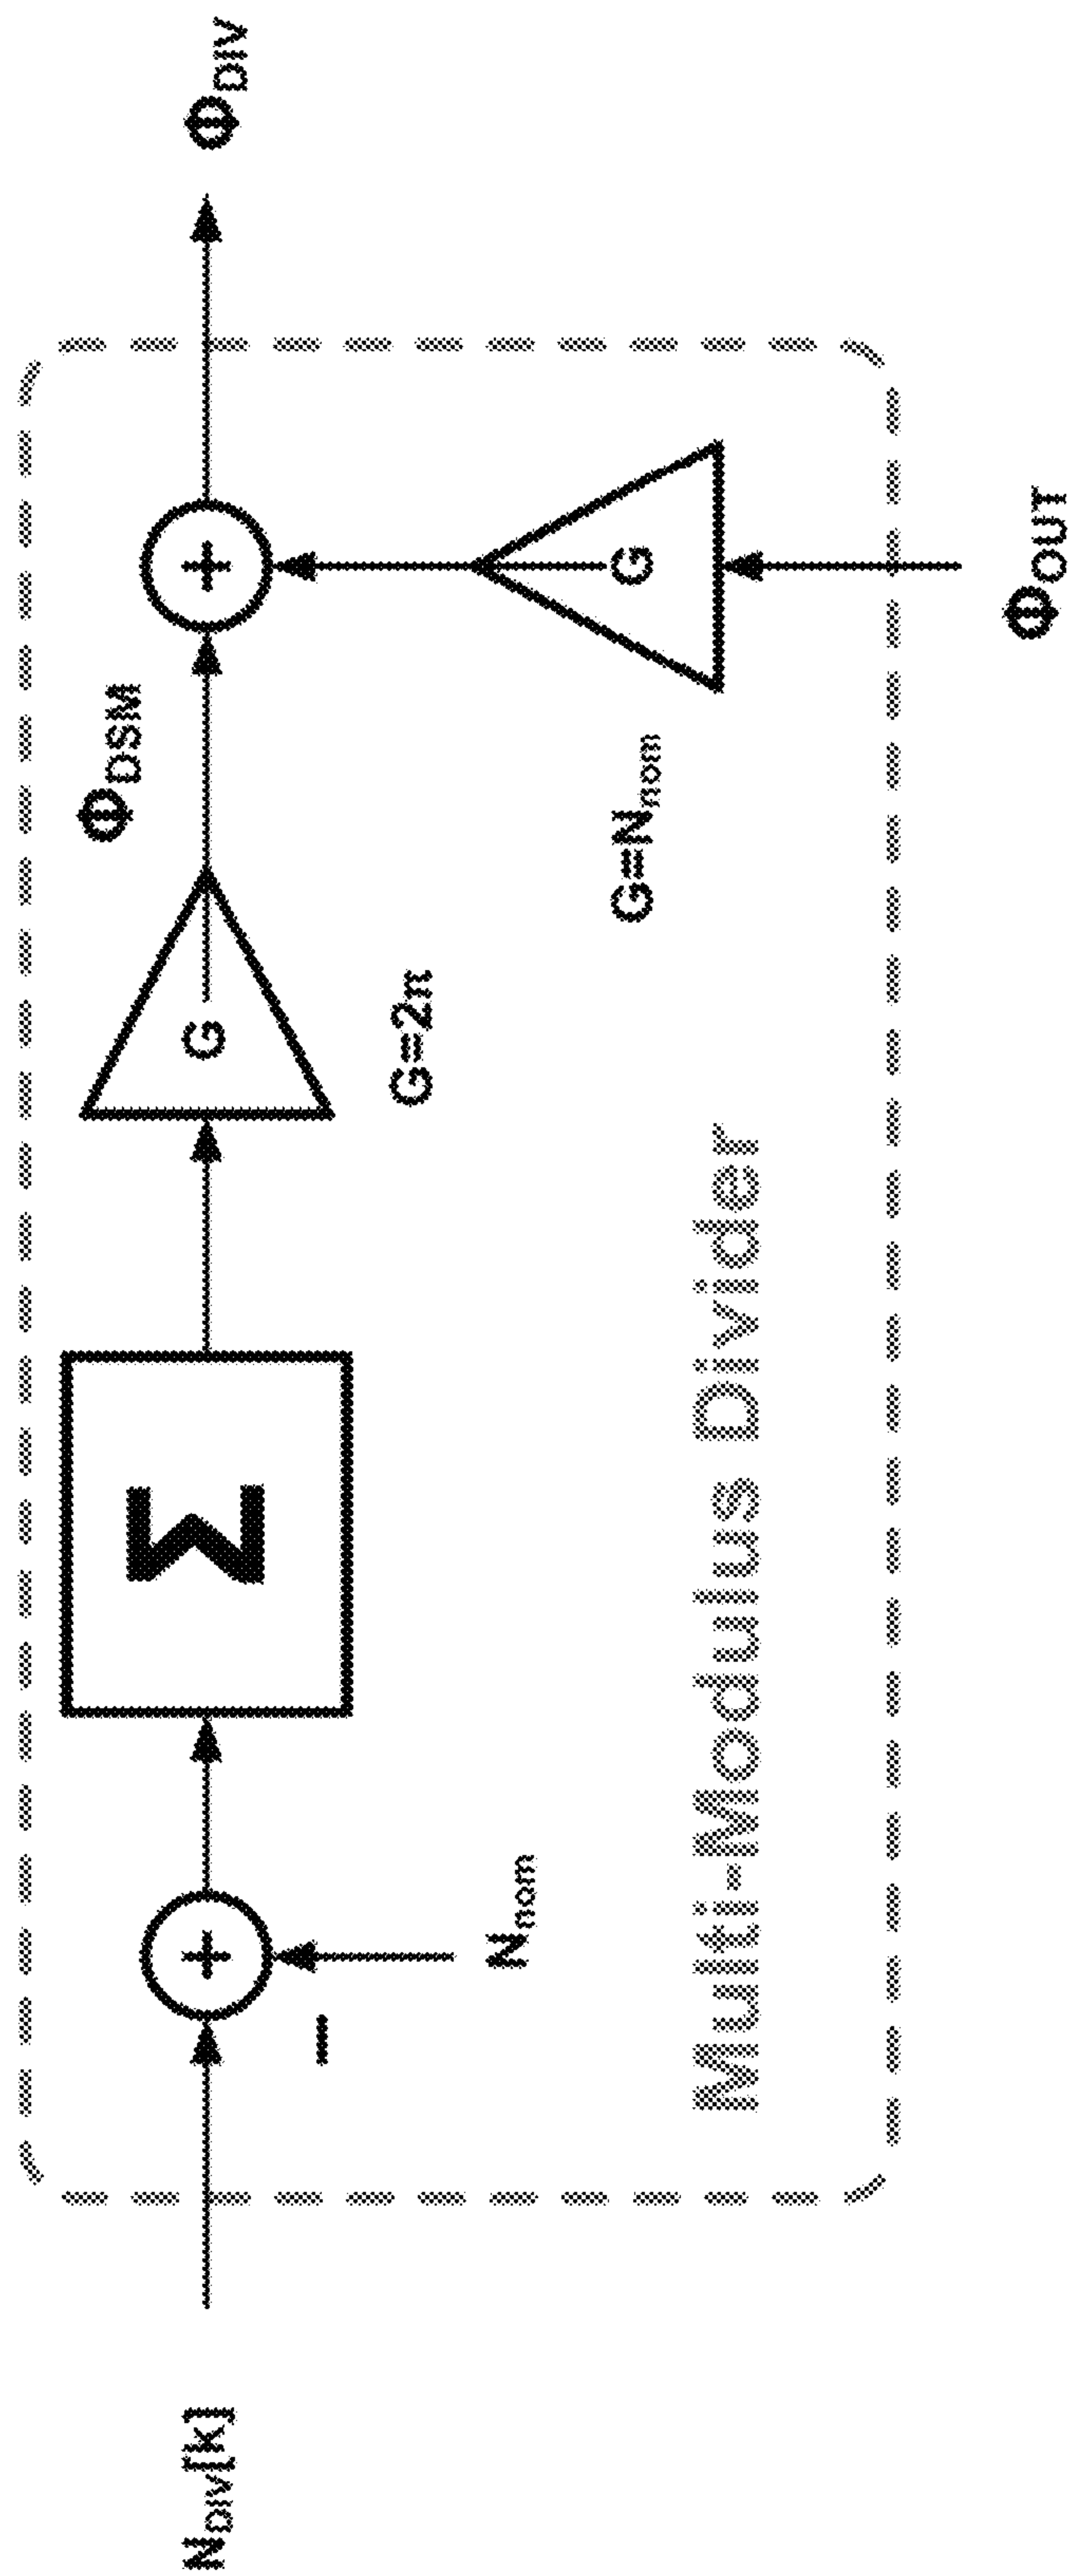 N_DIV[k]
+
−
N_nom
Σ
G
G=2π
Φ_DSM
+
G
G=N_nom
Φ_OUT
Φ_DIV
Multi-Modulus Divider